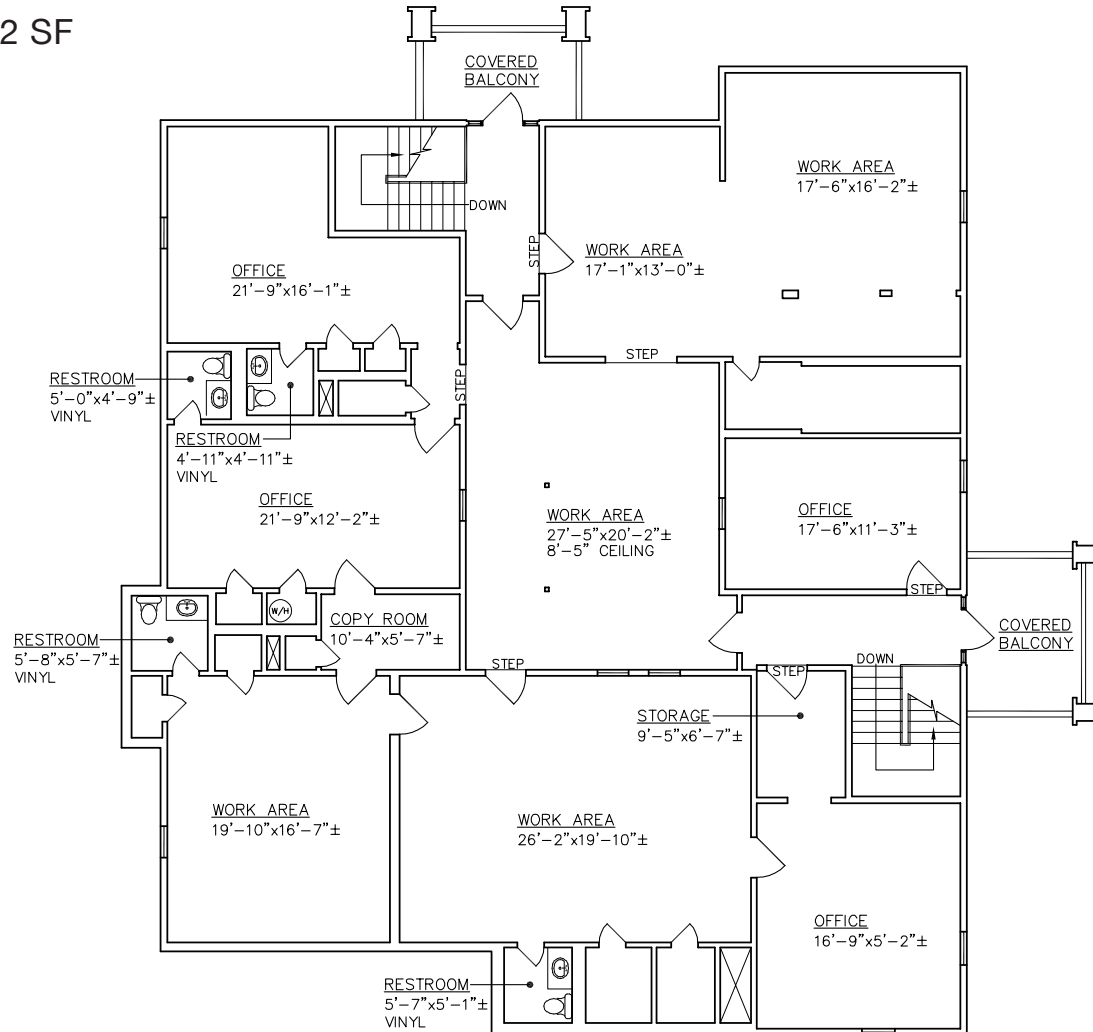 2 SF
COVERED
BALCONY
WORK AREA
17'-6"x16'-2"±
DOWN
STEP
WORK AREA
17'-1"x13'-0"±
OFFICE
21'-9"x16'-1"±
STEP
STEP
RESTROOM
5'-0"x4'-9"±
VINYL
RESTROOM
4'-11"x4'-11"±
VINYL
OFFICE
21'-9"x12'-2"±
WORK AREA
27'-5"x20'-2"±
8'-5" CEILING
OFFICE
17'-6"x11'-3"±
STEP
W/H
COPY ROOM
10'-4"x5'-7"±
RESTROOM
5'-8"x5'-7"±
VINYL
COVERED
BALCONY
STEP
STEP
DOWN
STORAGE
9'-5"x6'-7"±
WORK AREA
19'-10"x16'-7"±
WORK AREA
26'-2"x19'-10"±
OFFICE
16'-9"x5'-2"±
RESTROOM
5'-7"x5'-1"±
VINYL